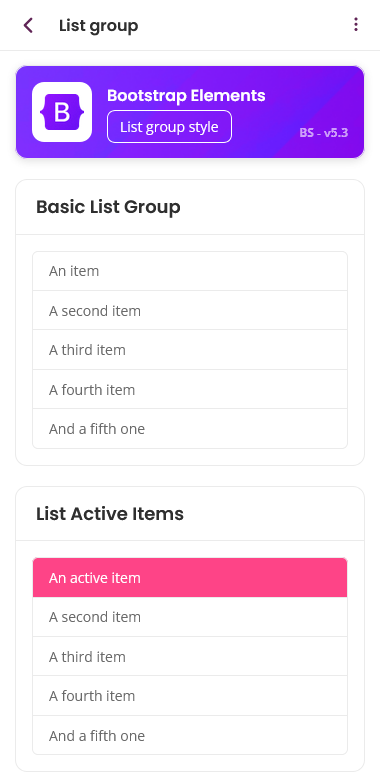 List group
B
Bootstrap Elements
List group style
BS - v5.3
Basic List Group
An item
A second item
A third item
A fourth item
And a fifth one
List Active Items
An active item
A second item
A third item
A fourth item
And a fifth one